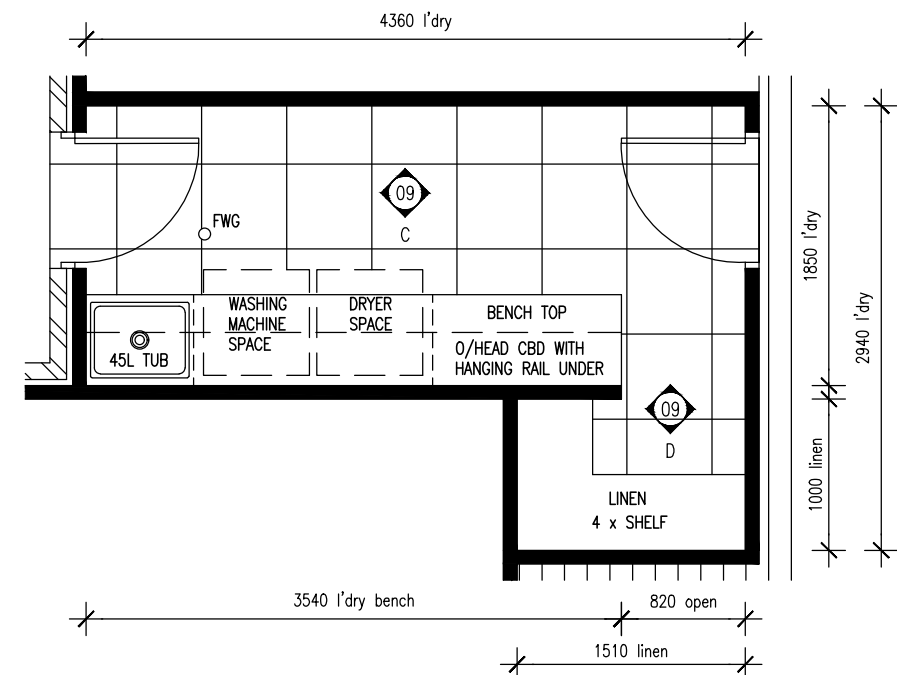 4360 l'dry
09
C
FWG
1850 l'dry
2940 l'dry
WASHING
MACHINE
SPACE
DRYER
SPACE
BENCH TOP
O/HEAD CBD WITH
HANGING RAIL UNDER
45L TUB
09
D
1000 linen
LINEN
4 x SHELF
3540 l'dry bench
820 open
1510 linen